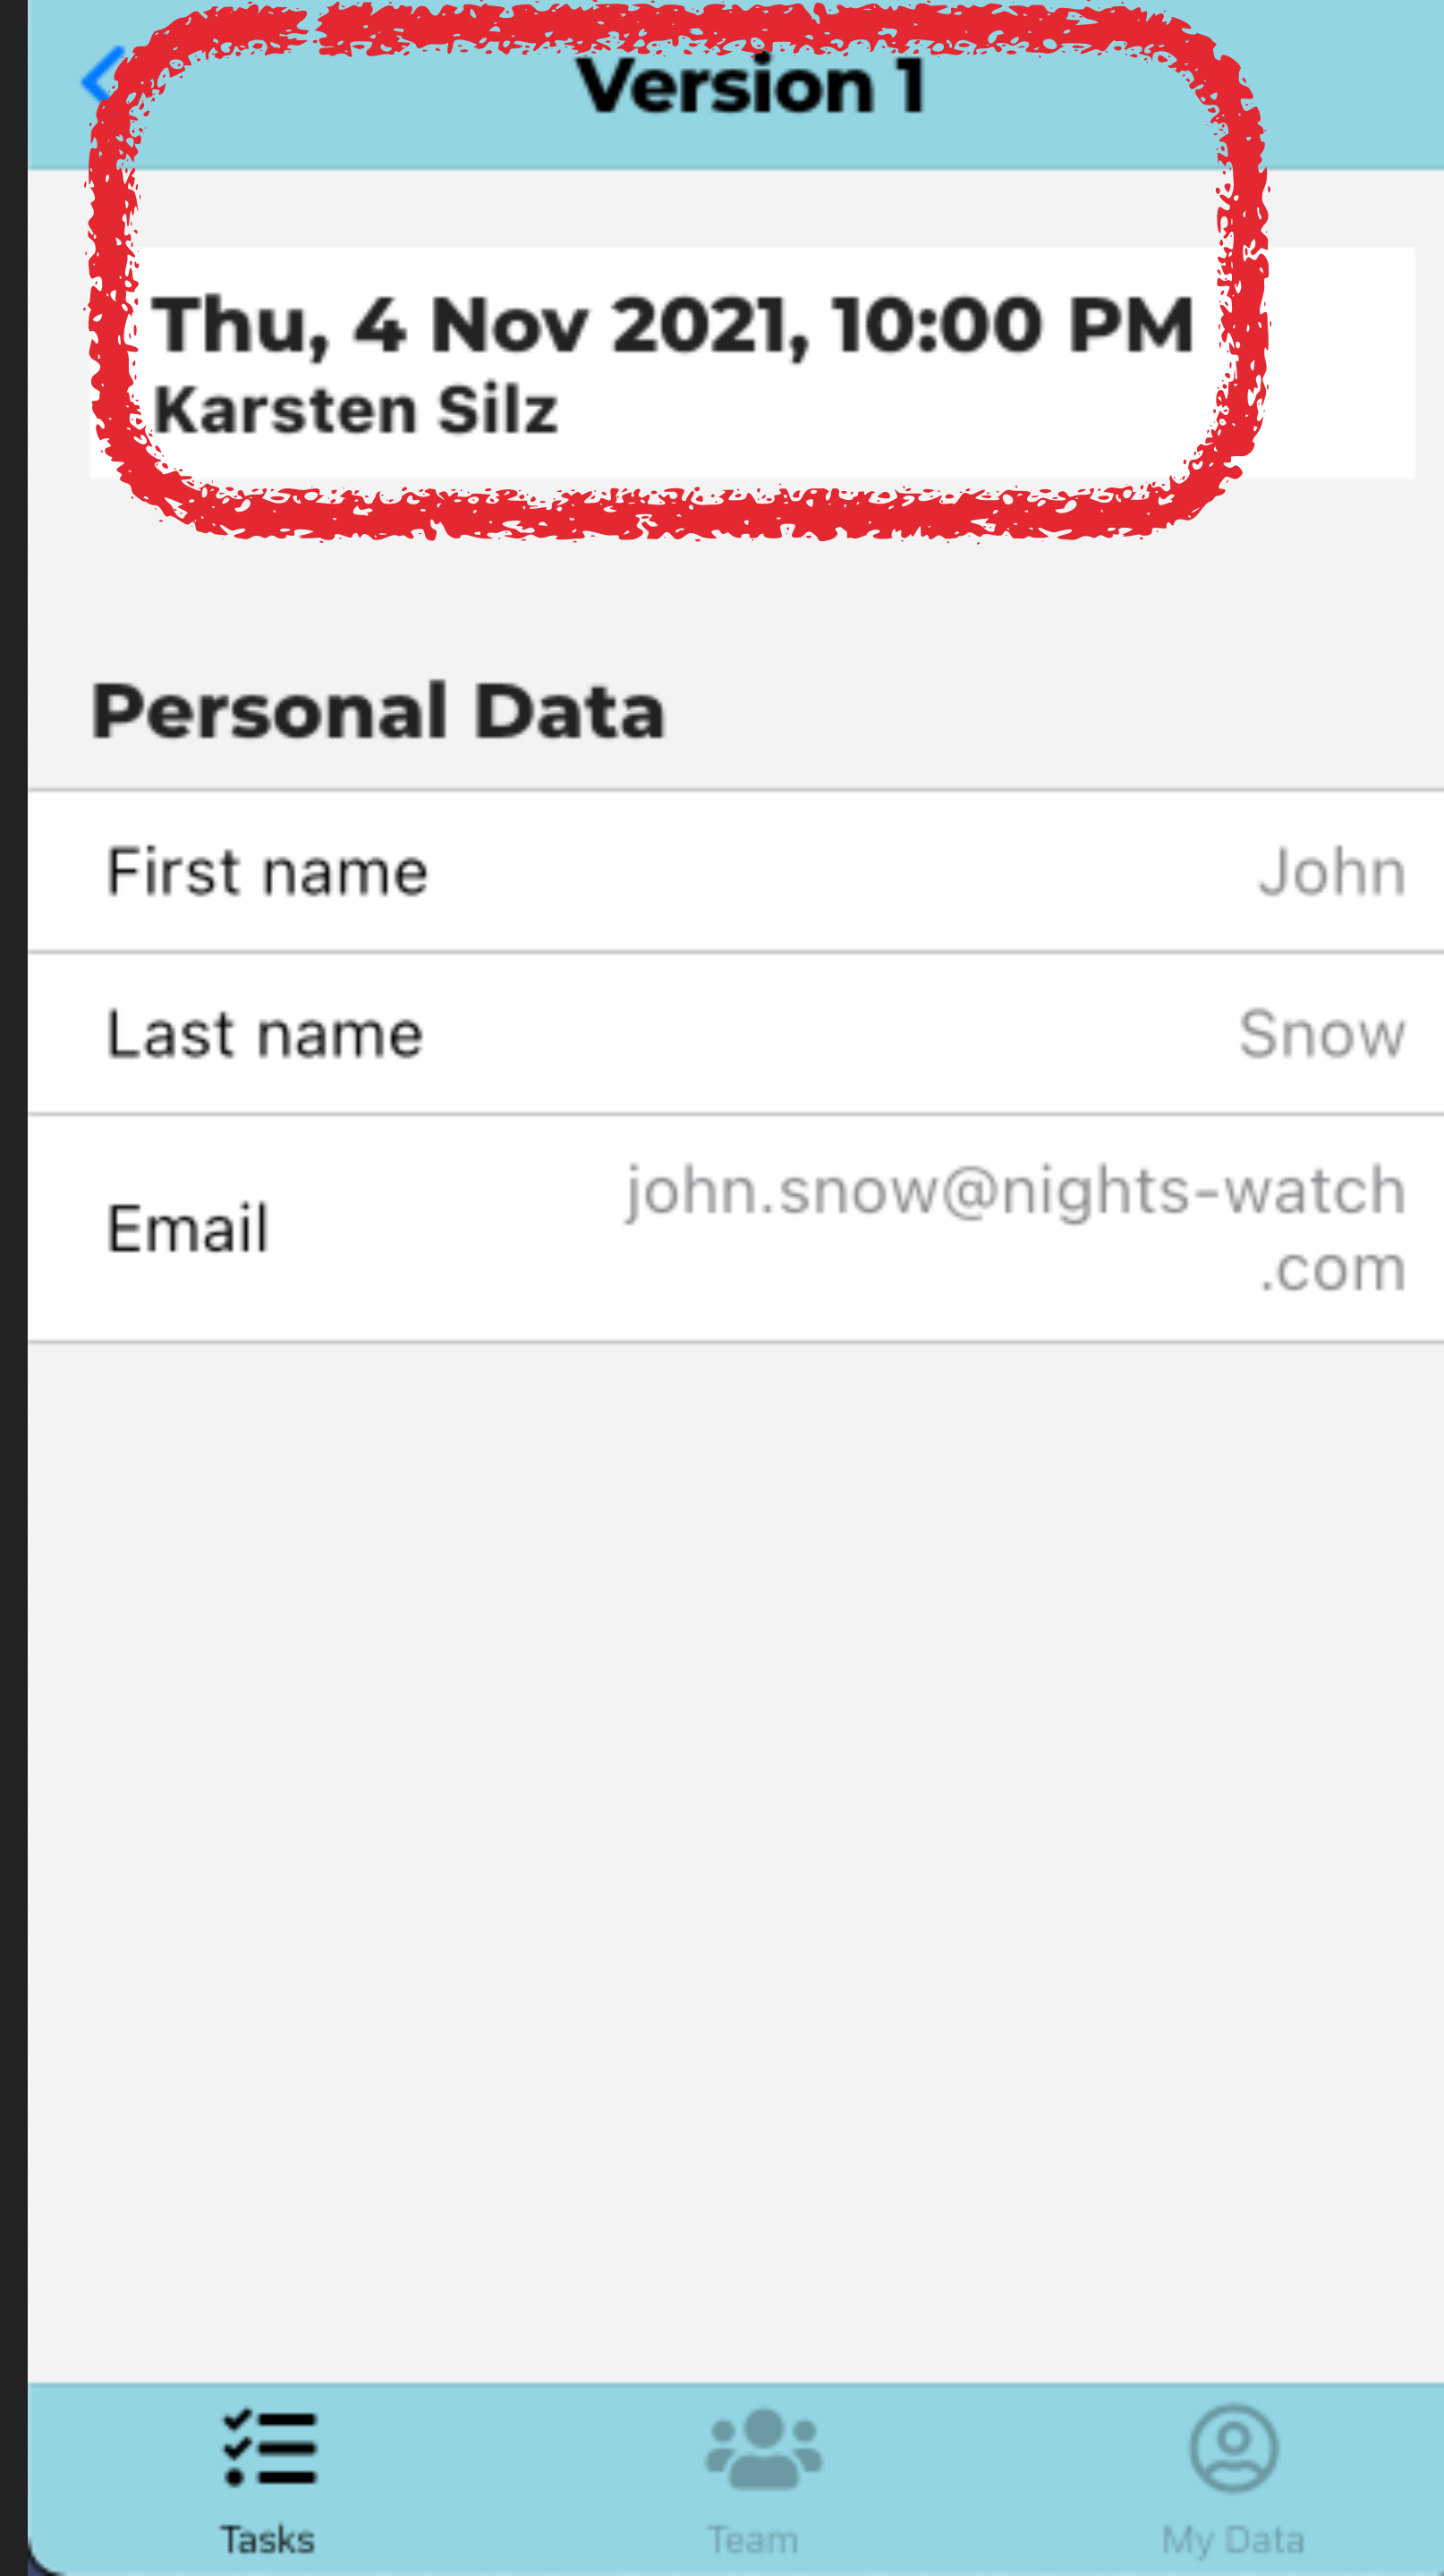 Version 1
Thu, 4 Nov 2021, 10:00 PM
Karsten Silz
Personal Data
First name John
Last name Snow
Email john.snow@nights-watch
.com
Tasks Team My Data